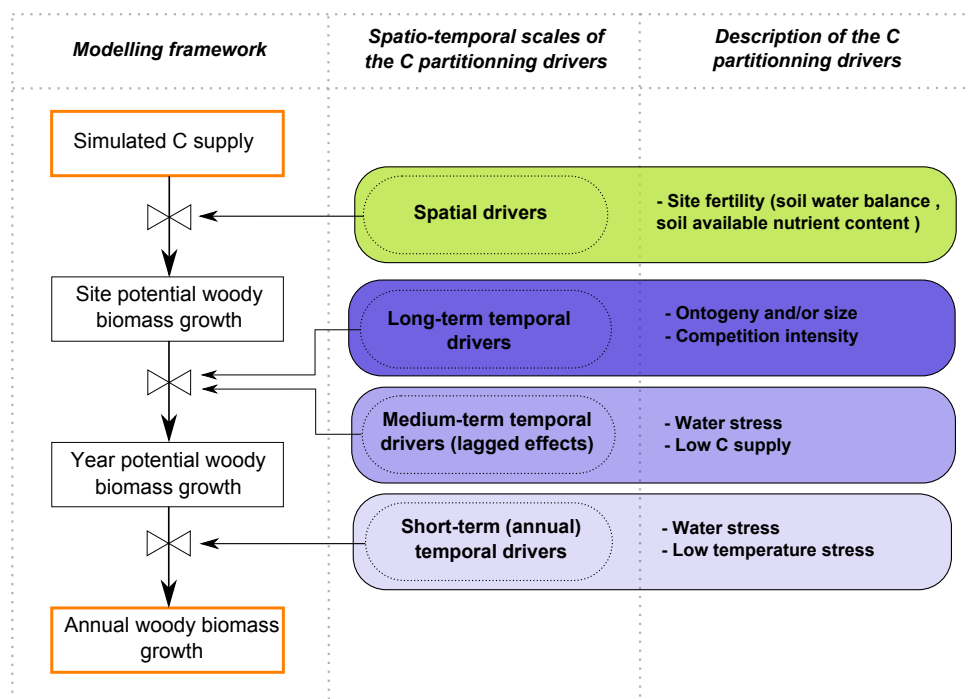 Modelling framework
Spatio-temporal scales of
the C partitionning drivers
Description of the C
partitionning drivers
Simulated C supply
Spatial drivers
- Site fertility (soil water balance ,
soil available nutrient content )
Site potential woody
biomass growth
Long-term temporal
drivers
- Ontogeny and/or size
- Competition intensity
Medium-term temporal
drivers (lagged effects)
- Water stress
- Low C supply
Year potential woody
biomass growth
Short-term (annual)
temporal drivers
- Water stress
- Low temperature stress
Annual woody biomass
growth